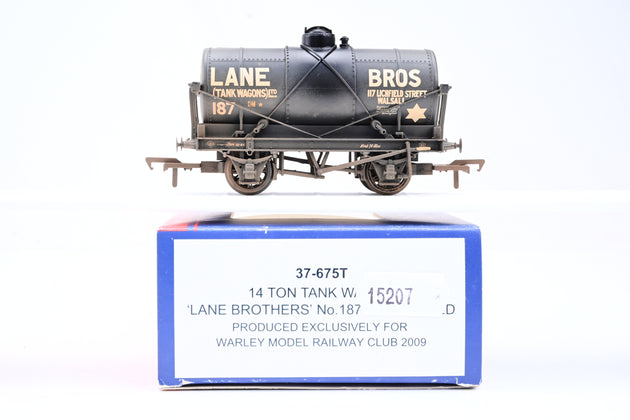 LANE BROS
(TANK WAGONS) LTD 117 LICHFIELD STREET
187 WALSALL
37-675T
14 TON TANK WA
15207
'LANE BROTHERS' No.187 D
PRODUCED EXCLUSIVELY FOR
WARLEY MODEL RAILWAY CLUB 2009